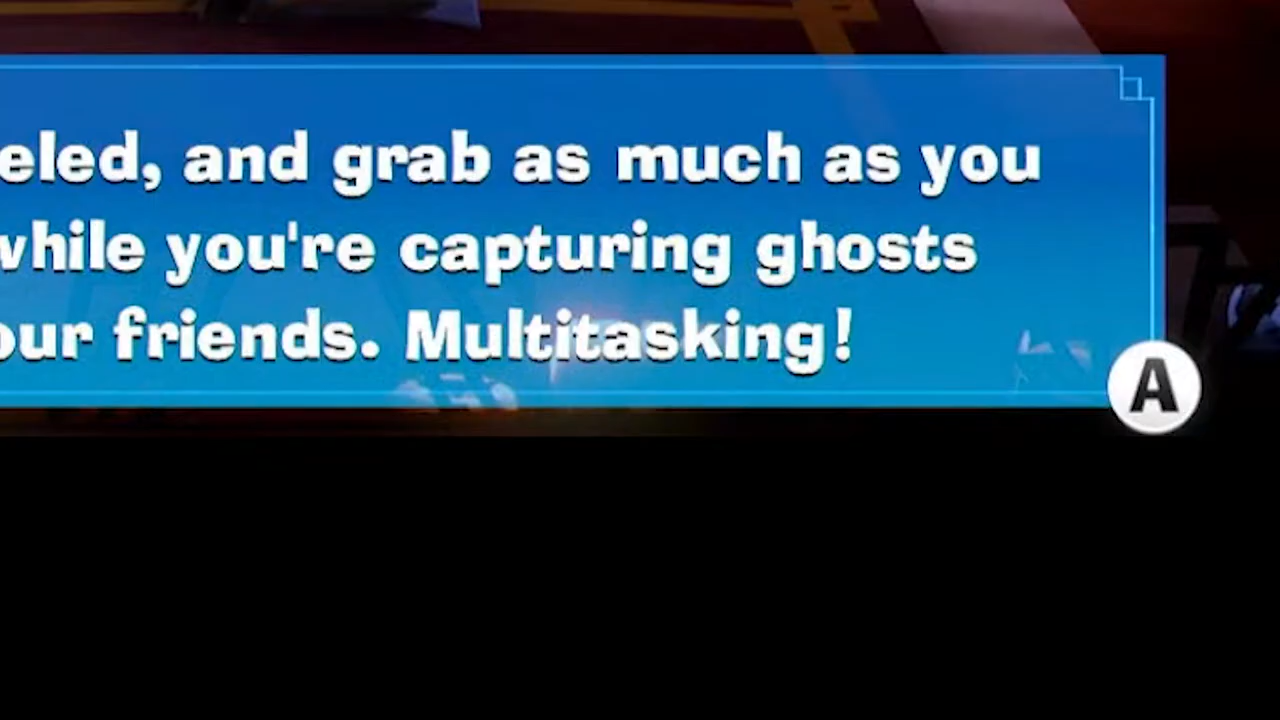 eled, and grab as much as you
while you're capturing ghosts
our friends. Multitasking!
A